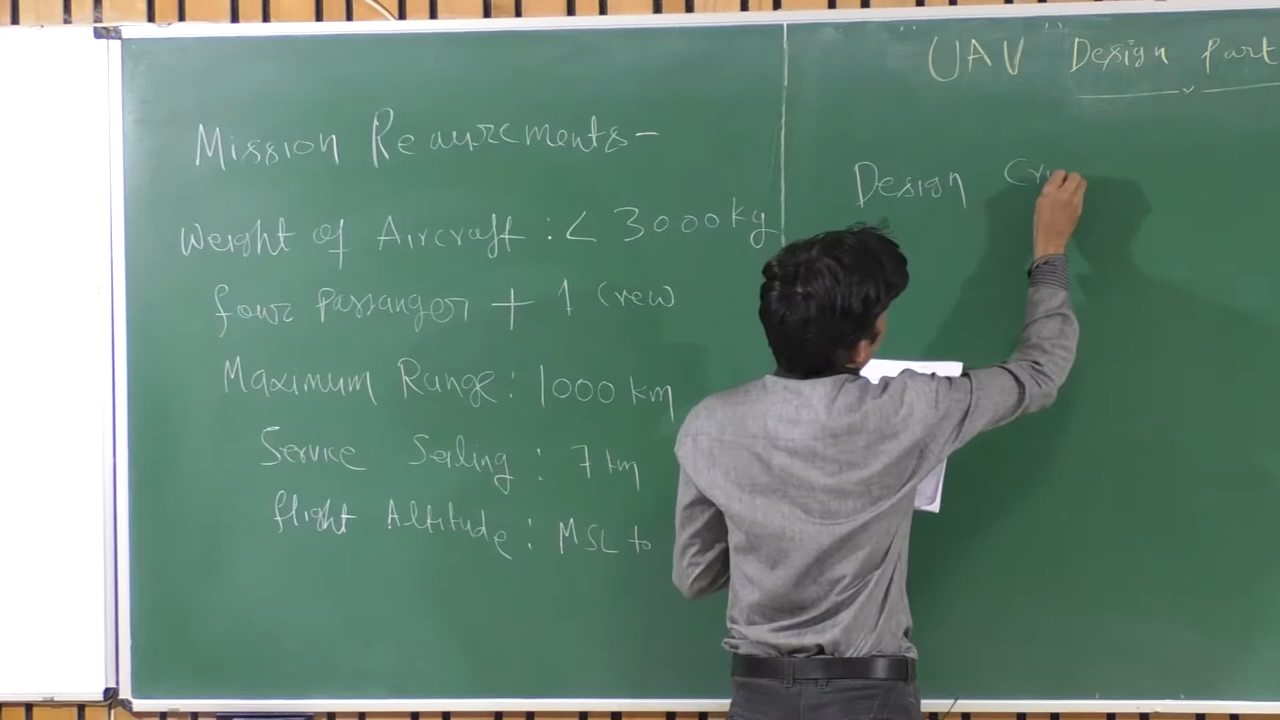 Mission Requirements-
Weight of Aircraft : < 3000 kg
four passanger + 1 Crew
Maximum Range : 1000 km
Service Seiling : 7 km
flight Altitude : MSL to
"UAV" Design Part
Design